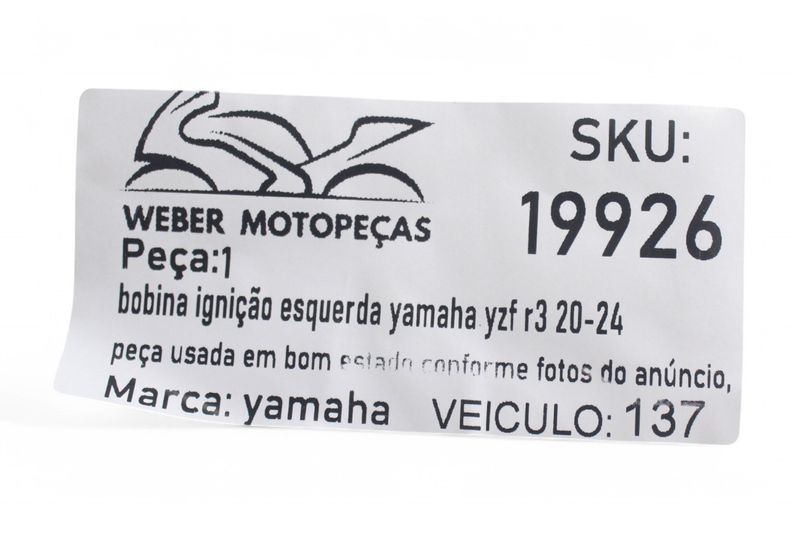 WEBER MOTOPEÇAS
SKU:
19926
Peça:1
bobina ignição esquerda yamaha yzf r3 20-24
peça usada em bom estado conforme fotos do anúncio,
Marca: yamaha VEICULO: 137